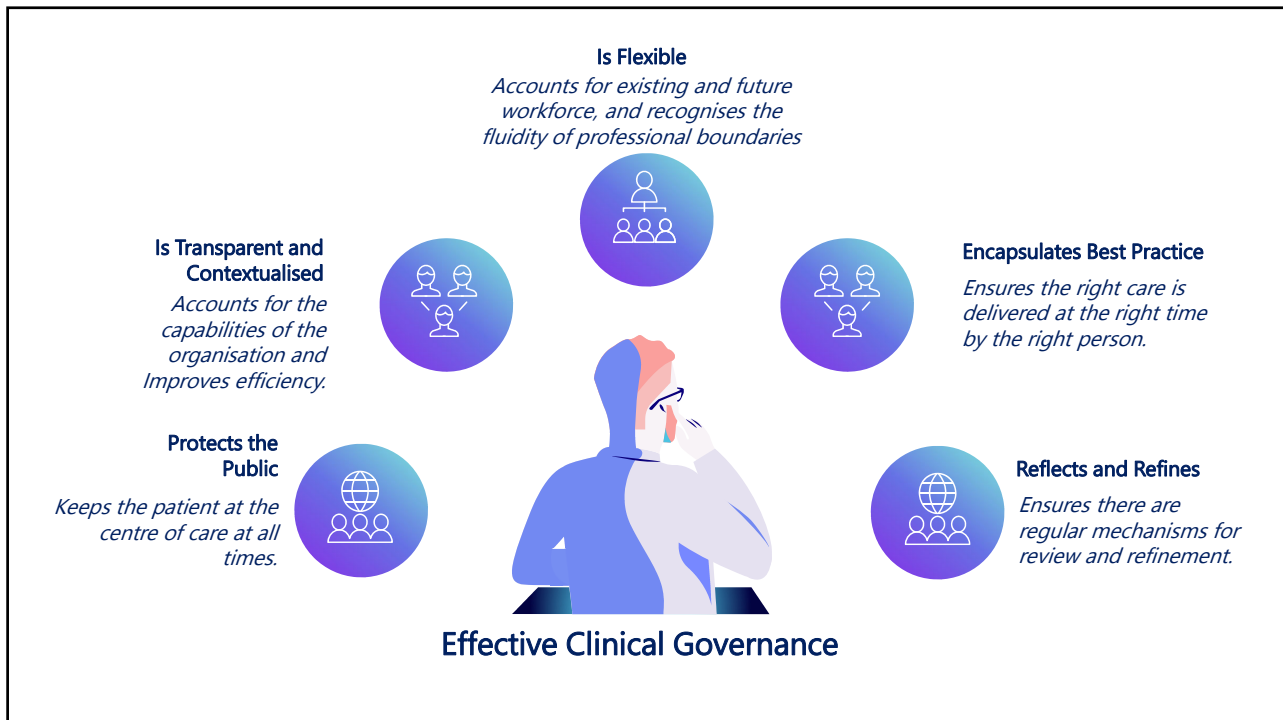 Is Flexible
Accounts for existing and future
workforce, and recognises the
fluidity of professional boundaries
Is Transparent and
Contextualised
Accounts for the
capabilities of the
organisation and
Improves efficiency.
Encapsulates Best Practice
Ensures the right care is
delivered at the right time
by the right person.
Protects the
Public
Keeps the patient at the
centre of care at all
times.
Reflects and Refines
Ensures there are
regular mechanisms for
review and refinement.
Effective Clinical Governance